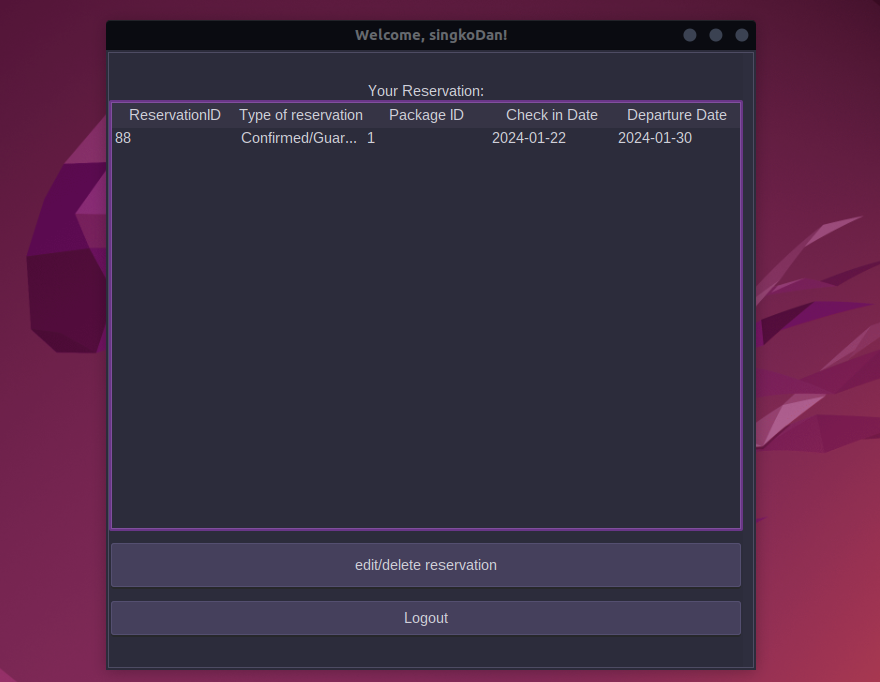 Welcome, singkoDan!
Your Reservation:
ReservationID Type of reservation Package ID Check in Date Departure Date
88 Confirmed/Guar... 1 2024-01-22 2024-01-30
edit/delete reservation
Logout